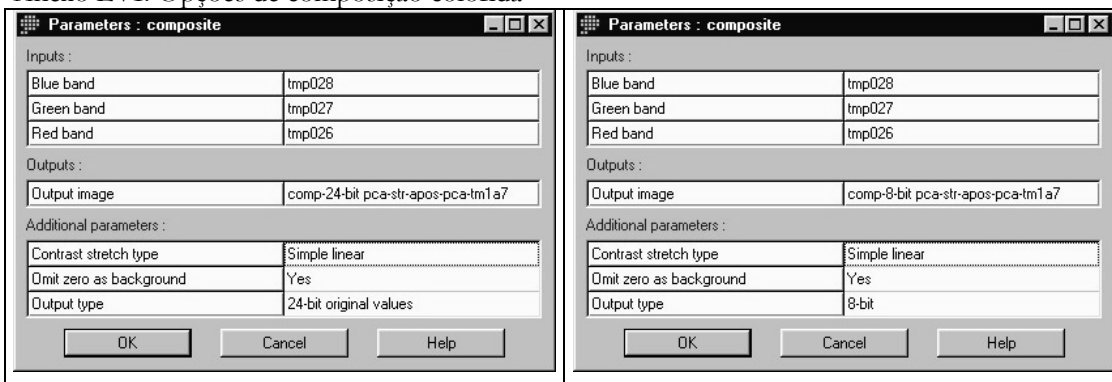 Anexo LVI. Opções de composição colorida
Parameters : composite
Inputs :
Blue band tmp028
Green band tmp027
Red band tmp026
Outputs :
Output image comp-24-bit pca-str-apos-pca-tm1a7
Additional parameters :
Contrast stretch type Simple linear
Omit zero as background Yes
Output type 24-bit original values
OK Cancel Help
Parameters : composite
Inputs :
Blue band tmp028
Green band tmp027
Red band tmp026
Outputs :
Output image comp-8-bit pca-str-apos-pca-tm1a7
Additional parameters :
Contrast stretch type Simple linear
Omit zero as background Yes
Output type 8-bit
OK Cancel Help